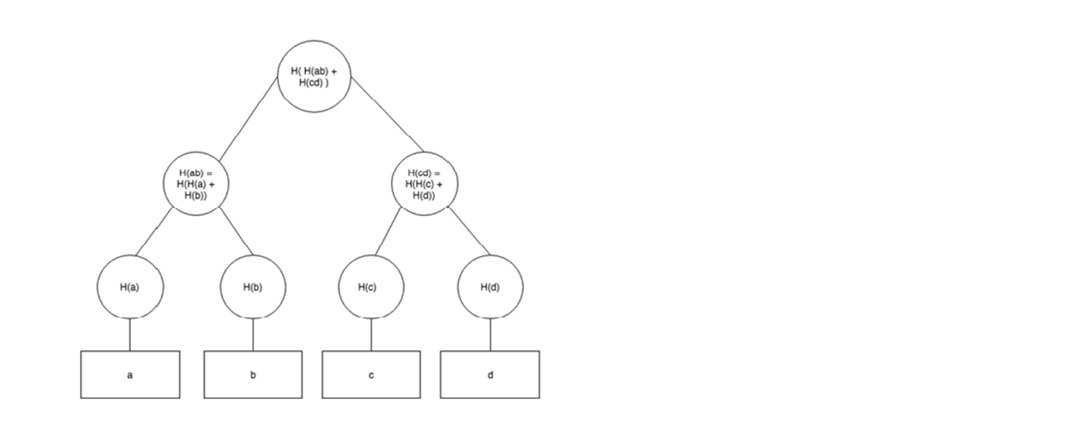 H( H(ab) +
H(cd) )
H(ab) =
H(H(a) +
H(b))
H(cd) =
H(H(c) +
H(d))
H(a)
H(b)
H(c)
H(d)
a
b
c
d